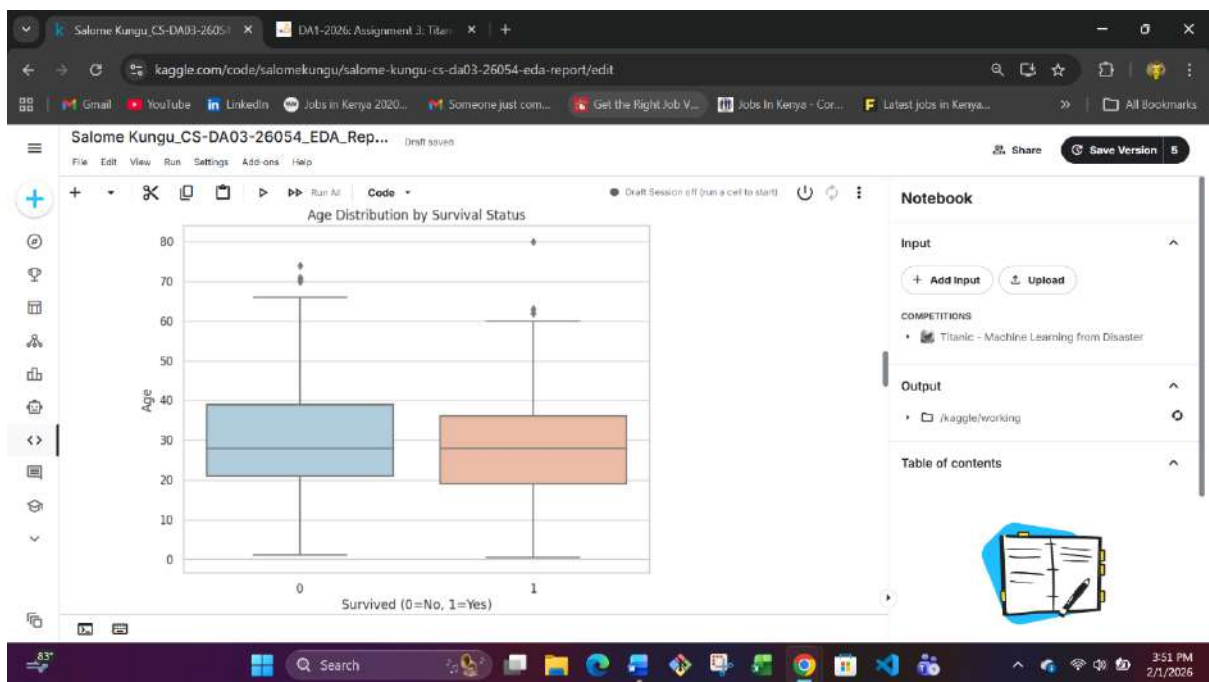 Salome Kungu_CS-DA03-2605
DA1-2026: Assignment 3: Titan
kaggle.com/code/salomekungu/salome-kungu-cs-da03-26054-eda-report/edit
Gmail YouTube LinkedIn Jobs in Kenya 2020... Someone just com... Get the Right Job V... Jobs In Kenya - Cor... Latest jobs in Kenya... » All Bookmarks
Salome Kungu_CS-DA03-26054_EDA_Rep... Draft saved
File Edit View Run Settings Add-ons Help
Share Save Version 5
Run All Code Draft Session off (run a cell to start)
Age Distribution by Survival Status
80
70
60
50
40
30
20
10
0
Age
0 1
Survived (0=No, 1=Yes)
Notebook
Input
+ Add Input Upload
COMPETITIONS
Titanic - Machine Learning from Disaster
Output
/kaggle/working
Table of contents
83°
Search
3:51 PM
2/1/2026